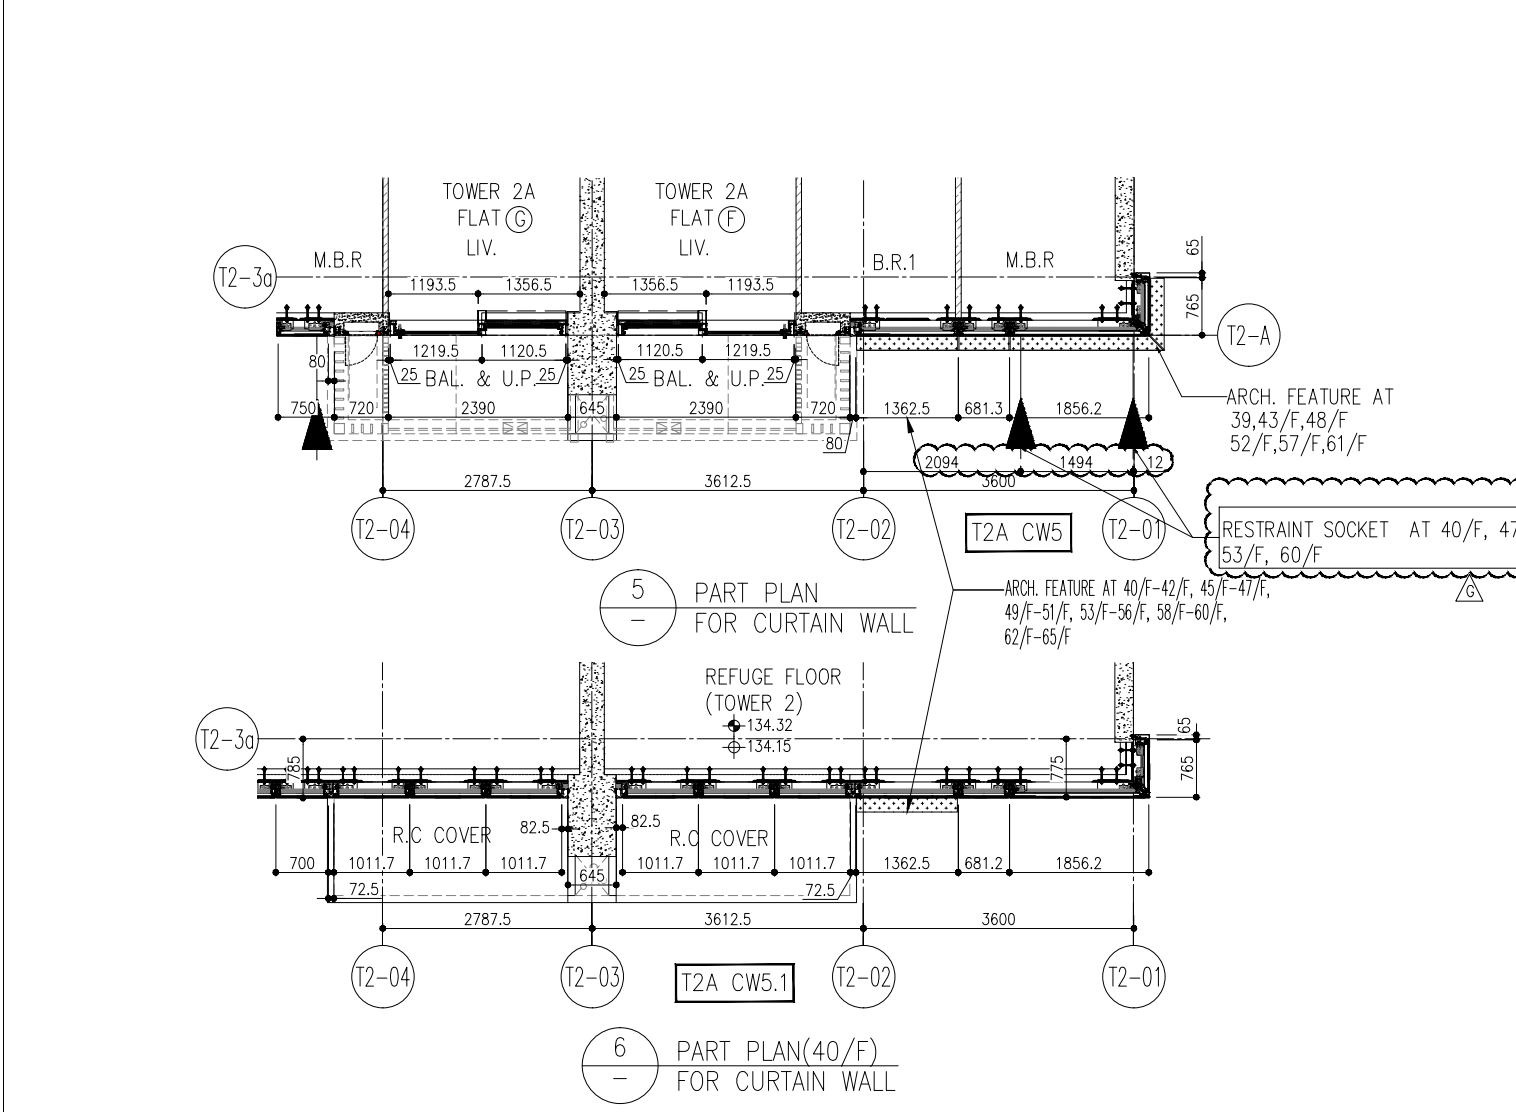 TOWER 2A
FLAT G
LIV.
TOWER 2A
FLAT F
LIV.
M.B.R
B.R.1
M.B.R
T2-3a
1193.5
1356.5
1356.5
1193.5
65
765
T2-A
1219.5
1120.5
1120.5
1219.5
80
25 BAL. & U.P. 25
25 BAL. & U.P. 25
750
720
2390
645
2390
720
80
1362.5
681.3
1856.2
ARCH. FEATURE AT
39,43/F,48/F
52/F,57/F,61/F
2094
1494
12
2787.5
3612.5
3600
T2-04
T2-03
T2-02
T2-01
T2A CW5
RESTRAINT SOCKET AT 40/F, 47
53/F, 60/F
G
5
–
PART PLAN
FOR CURTAIN WALL
ARCH. FEATURE AT 40/F-42/F, 45/F-47/F,
49/F-51/F, 53/F-56/F, 58/F-60/F,
62/F-65/F
REFUGE FLOOR
(TOWER 2)
134.32
134.15
T2-3a
785
775
65
765
R.C COVER
82.5
82.5
R.C COVER
700
1011.7
1011.7
1011.7
645
1011.7
1011.7
1011.7
1362.5
681.2
1856.2
72.5
72.5
2787.5
3612.5
3600
T2-04
T2-03
T2A CW5.1
T2-02
T2-01
6
–
PART PLAN(40/F)
FOR CURTAIN WALL